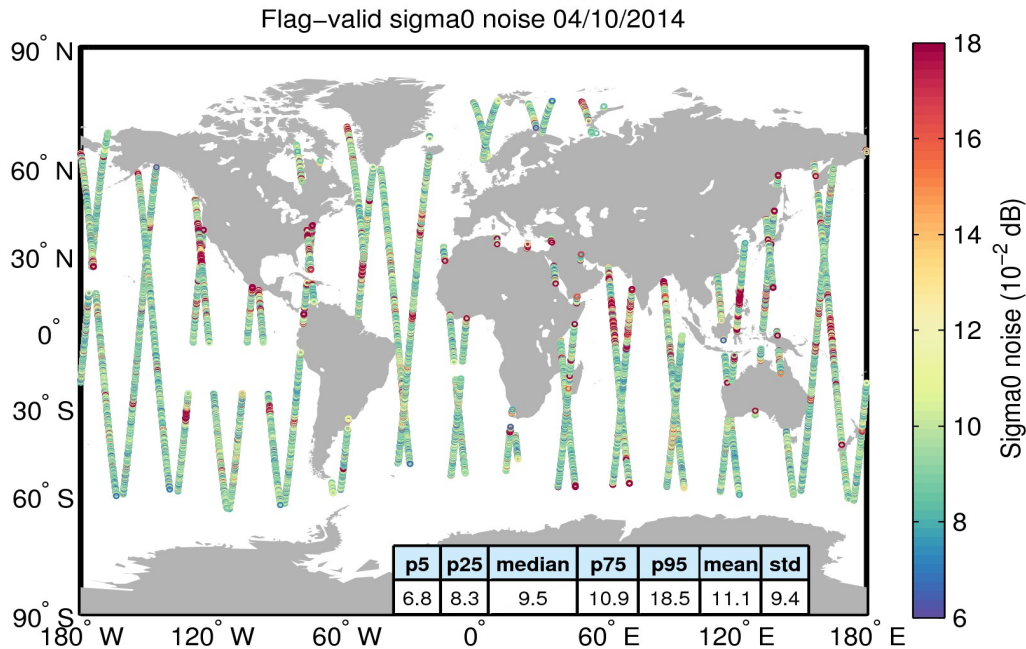 Flag−valid sigma0 noise 04/10/2014
90° N
60° N
30° N
0°
30° S
60° S
90° S
180° W
120° W
60° W
0°
60° E
120° E
180° E
p5 p25 median p75 p95 mean std
6.8 8.3 9.5 10.9 18.5 11.1 9.4
18
16
14
12
10
8
6
Sigma0 noise (10⁻² dB)